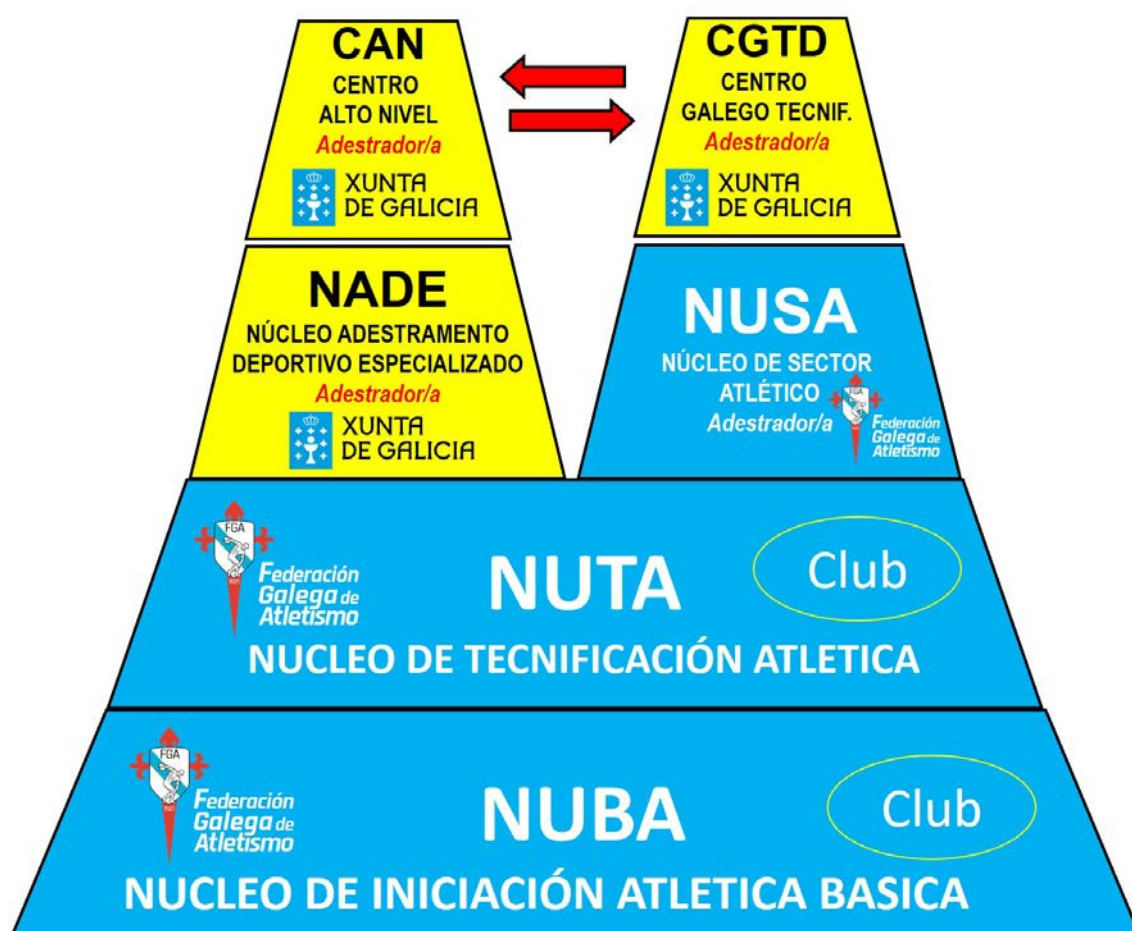 CAN
CENTRO
ALTO NIVEL
Adestrador/a
XUNTA
DE GALICIA
CGTD
CENTRO
GALEGO TECNIF.
Adestrador/a
XUNTA
DE GALICIA
NADE
NÚCLEO ADESTRAMENTO
DEPORTIVO ESPECIALIZADO
Adestrador/a
XUNTA
DE GALICIA
NUSA
NÚCLEO DE SECTOR
ATLÉTICO
Adestrador/a
Federación
Galega de
Atletismo
FGA
Federación
Galega de
Atletismo
NUTA
Club
NUCLEO DE TECNIFICACIÓN ATLETICA
FGA
Federación
Galega de
Atletismo
NUBA
Club
NUCLEO DE INICIACIÓN ATLETICA BASICA